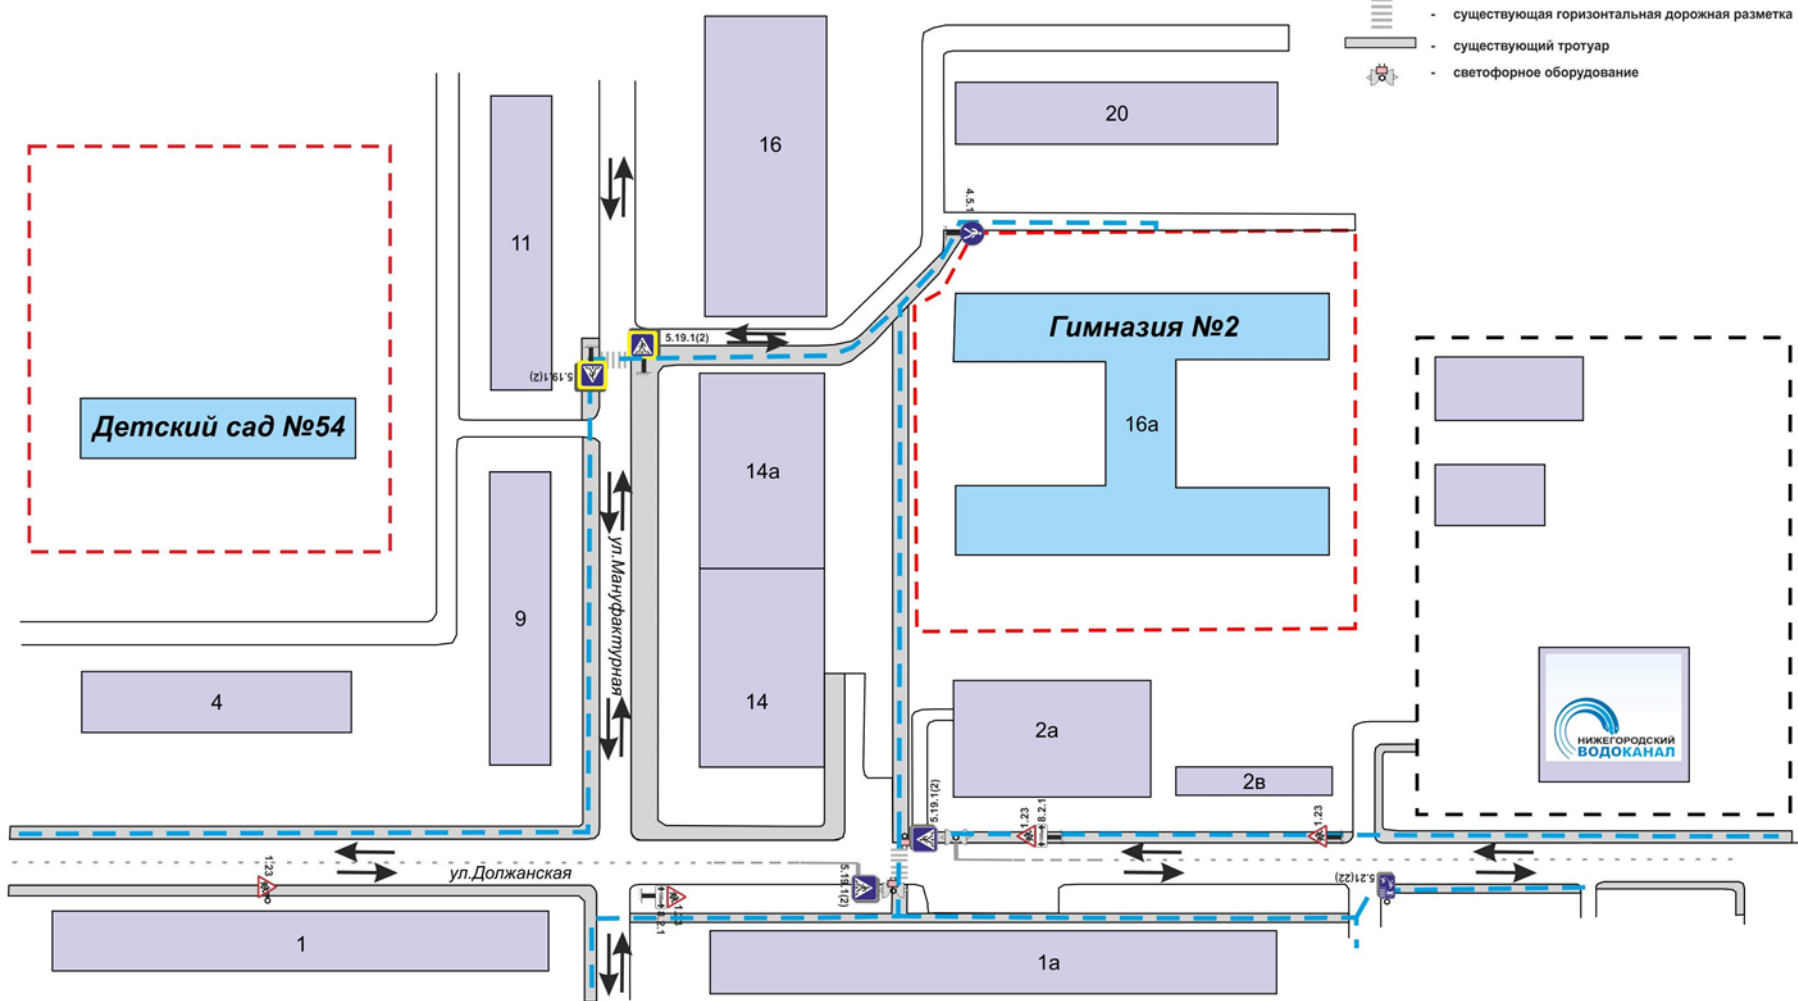 - существующая горизонтальная дорожная разметка
- существующий тротуар
- светофорное оборудование
16
20
4.5.1
11
5.19.1(2)
Гимназия №2
5.19.1(2)
Детский сад №54
16а
14а
ул.Мануфактурная
9
4
14
2а
НИЖЕГОРОДСКИЙ
ВОДОКАНАЛ
2в
5.19.1(2)
1.23
8.2.1
1.23
1.23
ул.Должанская
5.19.1(2)
5.21(22)
1.23
8.2.1
1
1а